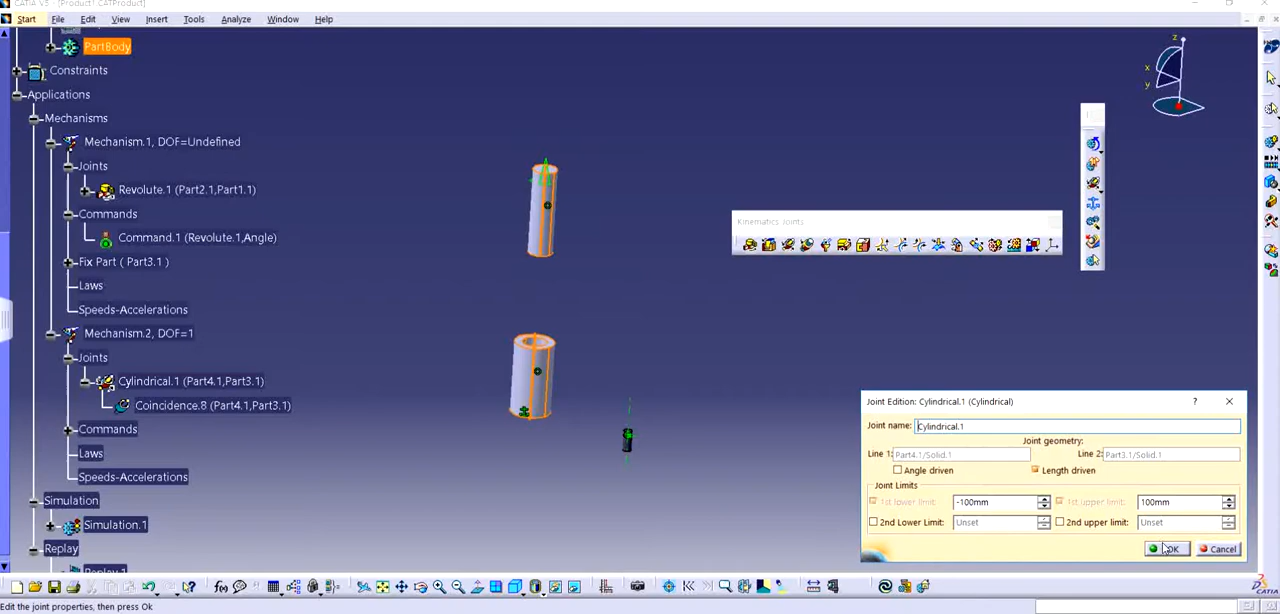 CATIA V5 - [Product1.CATProduct]
Start File Edit View Insert Tools Analyze Window Help
PartBody
Constraints
Applications
Mechanisms
Mechanism.1, DOF=Undefined
Joints
Revolute.1 (Part2.1,Part1.1)
Commands
Command.1 (Revolute.1,Angle)
Fix Part ( Part3.1 )
Laws
Speeds-Accelerations
Mechanism.2, DOF=1
Joints
Cylindrical.1 (Part4.1,Part3.1)
Coincidence.8 (Part4.1,Part3.1)
Commands
Laws
Speeds-Accelerations
Simulation
Simulation.1
Replay
Replay.1
z
x
y
Kinematics Joints
Joint Edition: Cylindrical.1 (Cylindrical)
Joint name: Cylindrical.1
Joint geometry:
Line 1: Part4.1/Solid.1 Line 2: Part3.1/Solid.1
Angle driven Length driven
Joint Limits
1st lower limit: -100mm 1st upper limit: 100mm
2nd Lower Limit: Unset 2nd upper limit: Unset
OK Cancel
Edit the joint properties, then press Ok
CATIA